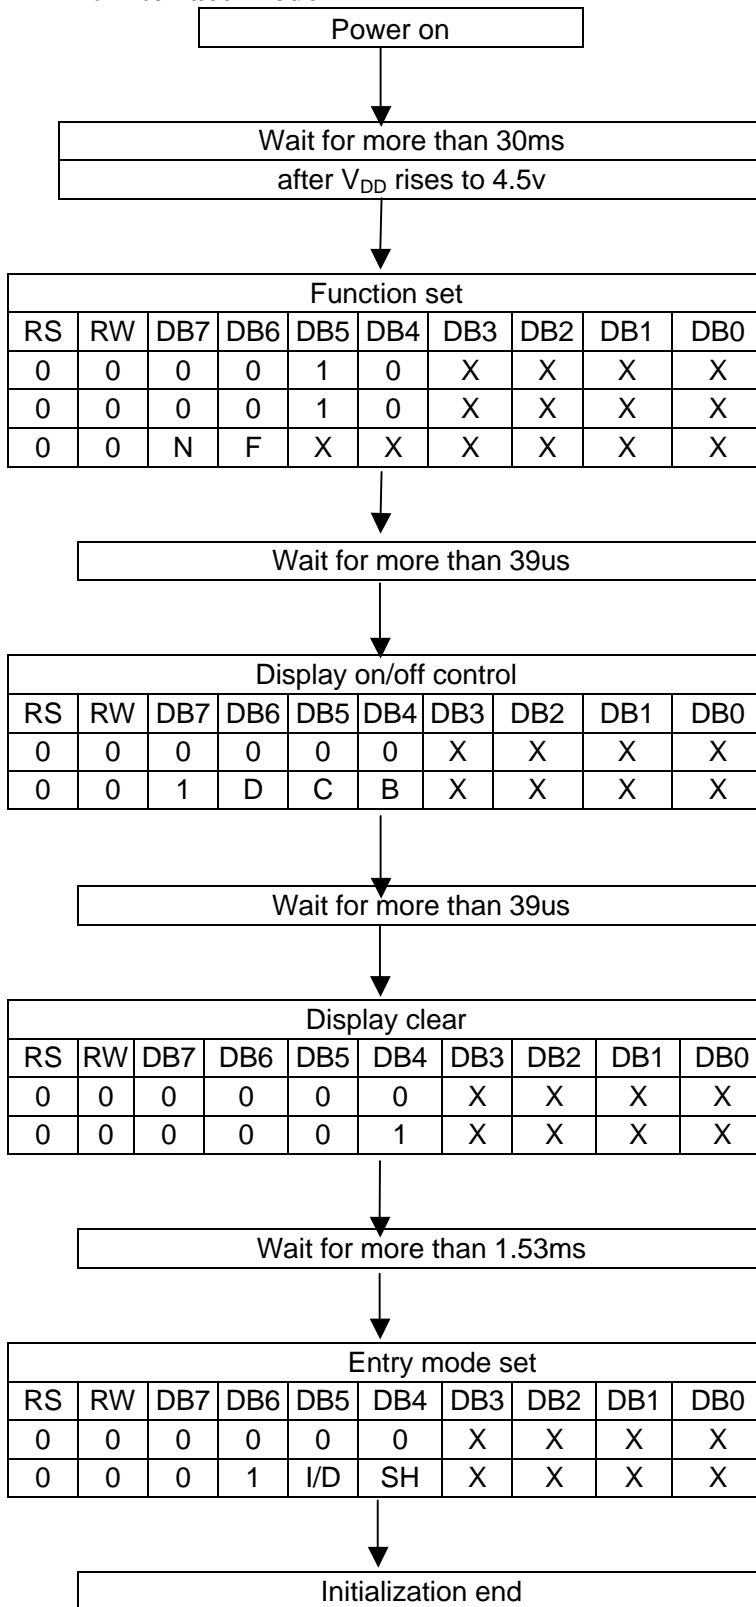 Power on
Wait for more than 30ms
after VDD rises to 4.5v
Function set
RS RW DB7 DB6 DB5 DB4 DB3 DB2 DB1 DB0
0 0 0 0 1 0 X X X X
0 0 0 0 1 0 X X X X
0 0 N F X X X X X X
Wait for more than 39us
Display on/off control
RS RW DB7 DB6 DB5 DB4 DB3 DB2 DB1 DB0
0 0 0 0 0 0 X X X X
0 0 1 D C B X X X X
Wait for more than 39us
Display clear
RS RW DB7 DB6 DB5 DB4 DB3 DB2 DB1 DB0
0 0 0 0 0 0 X X X X
0 0 0 0 0 1 X X X X
Wait for more than 1.53ms
Entry mode set
RS RW DB7 DB6 DB5 DB4 DB3 DB2 DB1 DB0
0 0 0 0 0 0 X X X X
0 0 0 1 I/D SH X X X X
Initialization end